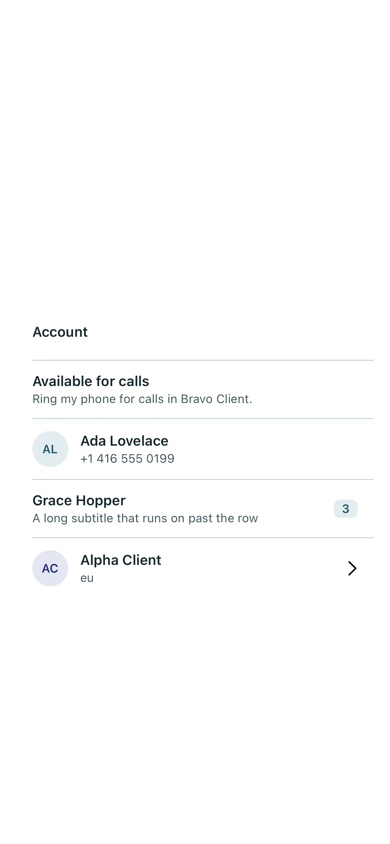 Account
Available for calls
Ring my phone for calls in Bravo Client.
AL
Ada Lovelace
+1 416 555 0199
Grace Hopper
A long subtitle that runs on past the row
3
AC
Alpha Client
eu